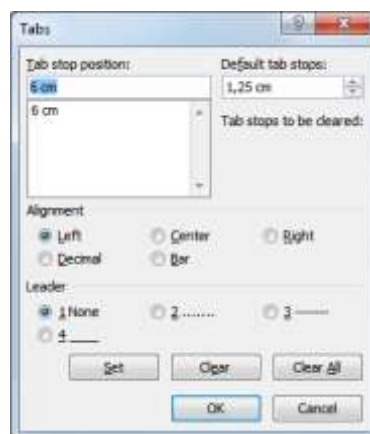 Tabs
Tab stop position: Default tab stops:
6 cm 1,25 cm
6 cm
Tab stops to be cleared:
Alignment
Left Center Right
Decimal Bar
Leader
1 None 2 ........ 3 -----
4 ____
Set Clear Clear All
OK Cancel